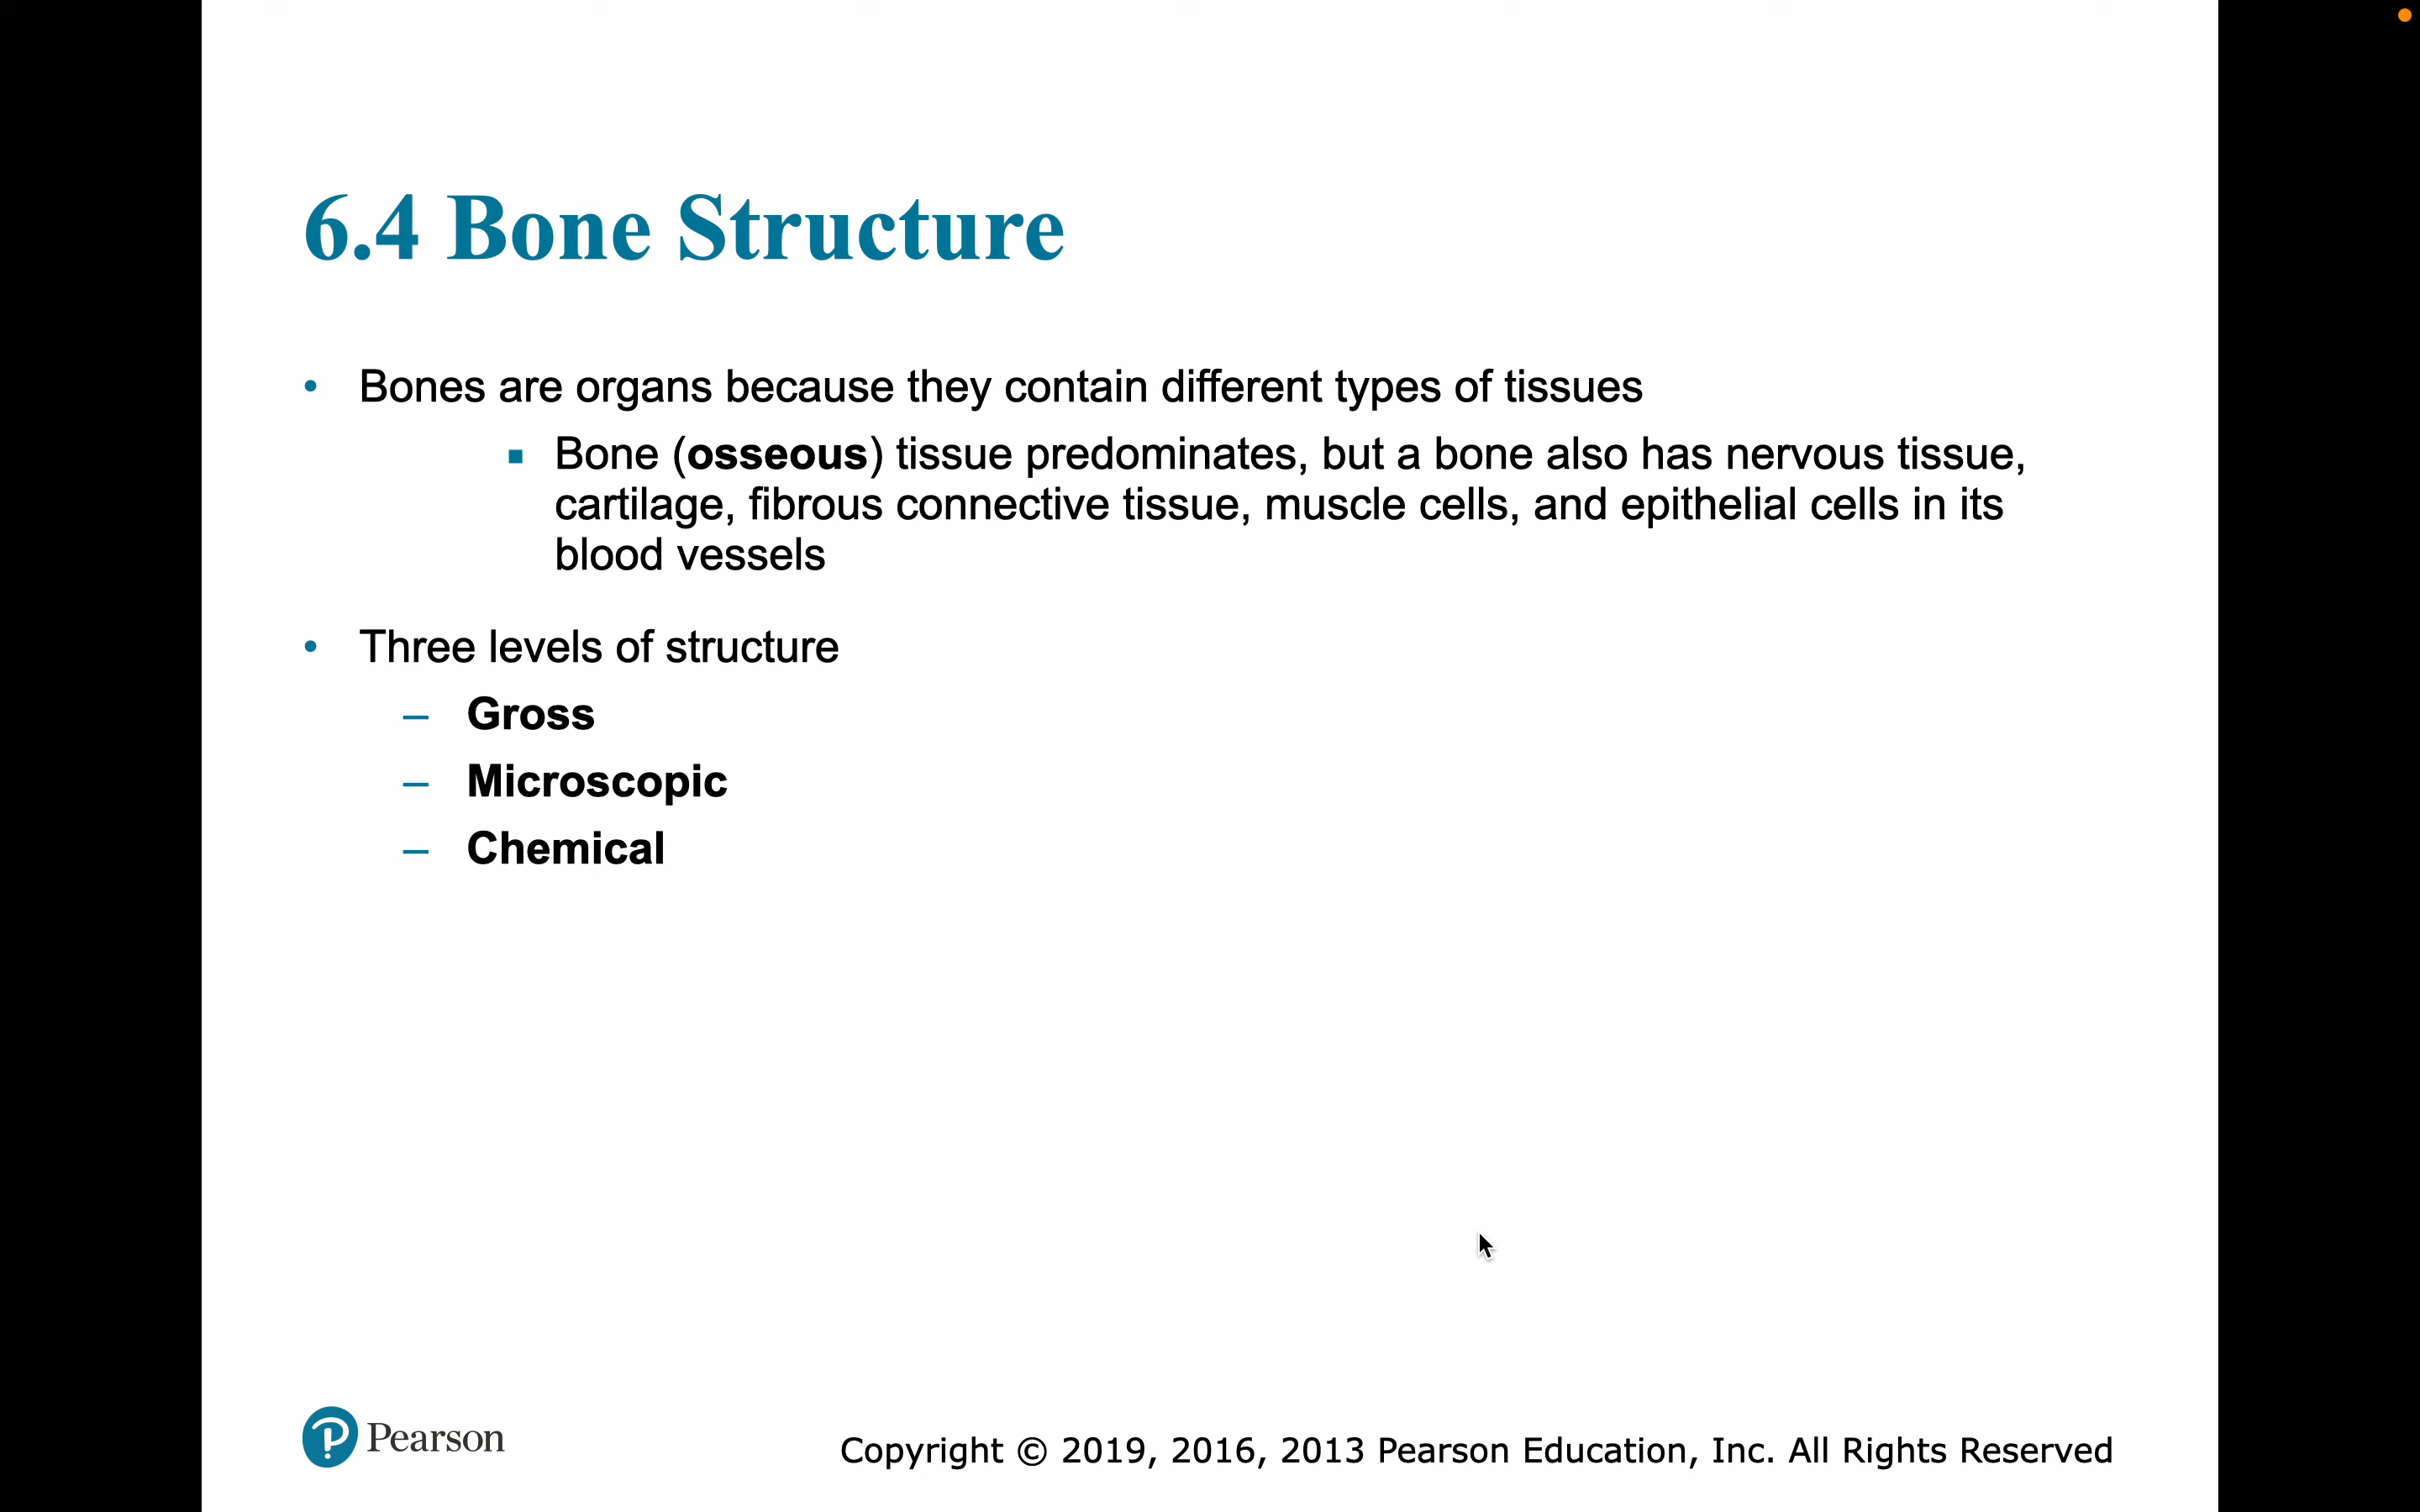 6.4 Bone Structure
• Bones are organs because they contain different types of tissues
▪ Bone (osseous) tissue predominates, but a bone also has nervous tissue,
cartilage, fibrous connective tissue, muscle cells, and epithelial cells in its
blood vessels
• Three levels of structure
– Gross
– Microscopic
– Chemical
Pearson
Copyright © 2019, 2016, 2013 Pearson Education, Inc. All Rights Reserved